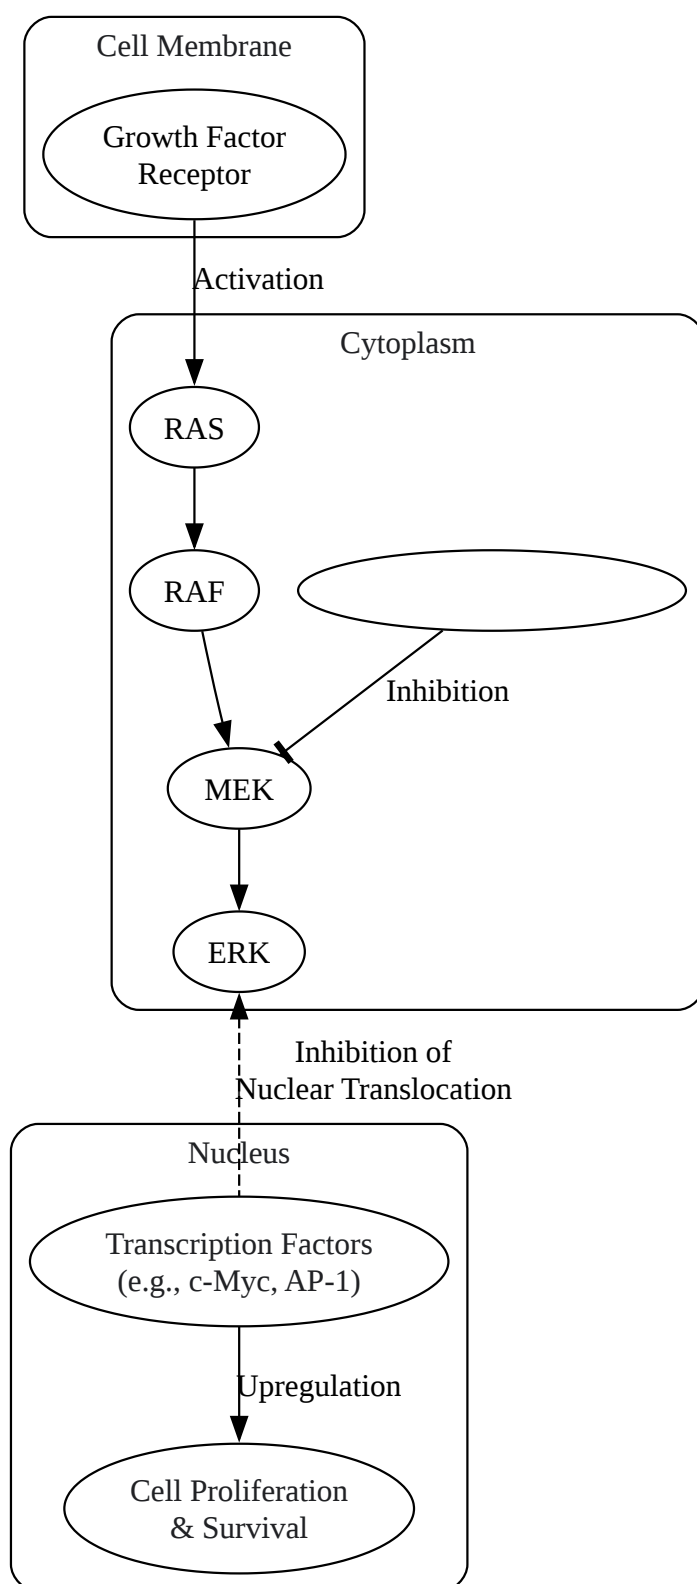 Cell Membrane
Growth Factor
Receptor
Activation
Cytoplasm
RAS
RAF
Inhibition
MEK
ERK
Inhibition of
Nuclear Translocation
Nucleus
Transcription Factors
(e.g., c-Myc, AP-1)
Upregulation
Cell Proliferation
& Survival